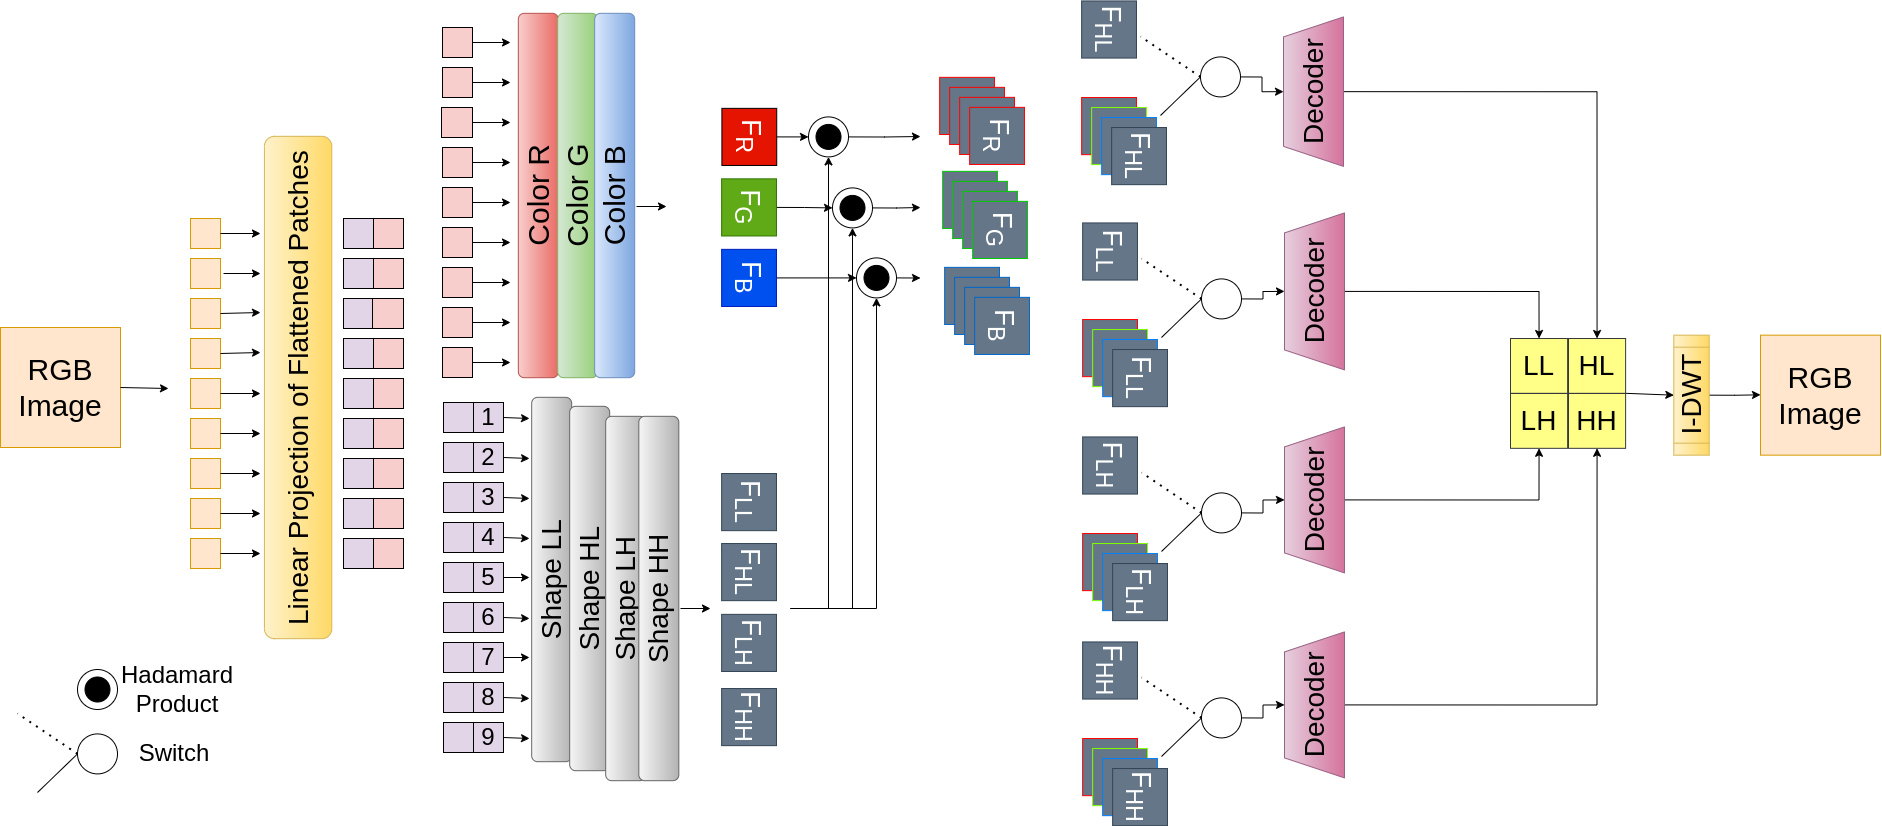 RGB
Image
Linear Projection of Flattened Patches
Color R
Color G
Color B
1
2
3
4
5
6
7
8
9
Shape LL
Shape HL
Shape LH
Shape HH
FR
FG
FB
FLL
FHL
FLH
FHH
FR
FG
FB
FHL
FHL
Decoder
FLL
FLL
Decoder
FLH
FLH
Decoder
FHH
FHH
Decoder
LL HL
LH HH
I-DWT
RGB
Image
Hadamard
Product
Switch